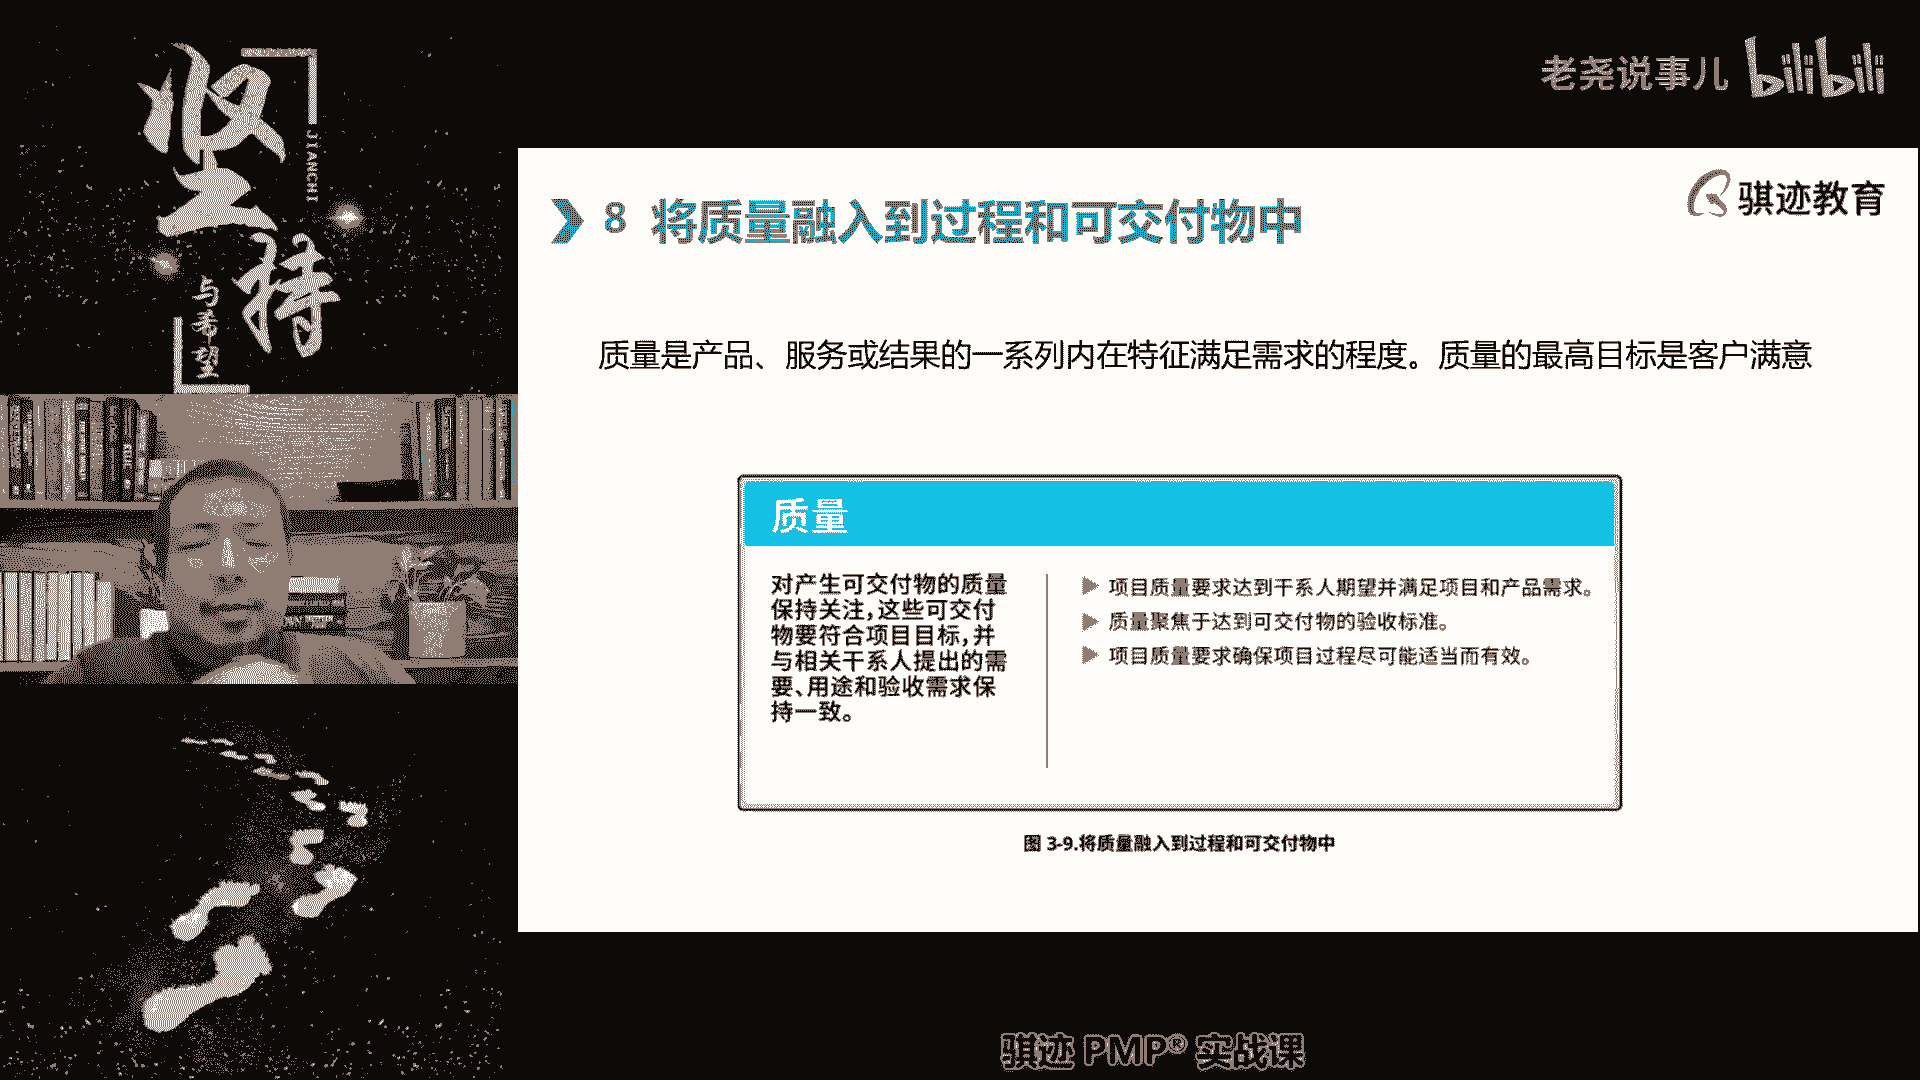 坚持
JIANCHI
与希望
老尧说事儿 bilibili
骐迹教育
8 将质量融入到过程和可交付物中
质量是产品、服务或结果的一系列内在特征满足需求的程度。质量的最高目标是客户满意
质量
对产生可交付物的质量
保持关注,这些可交付
物要符合项目目标,并
与相关干系人提出的需
要、用途和验收需求保
持一致。
项目质量要求达到干系人期望并满足项目和产品需求。
质量聚焦于达到可交付物的验收标准。
项目质量要求确保项目过程尽可能适当而有效。
图 3-9.将质量融入到过程和可交付物中
骐迹 PMP® 实战课